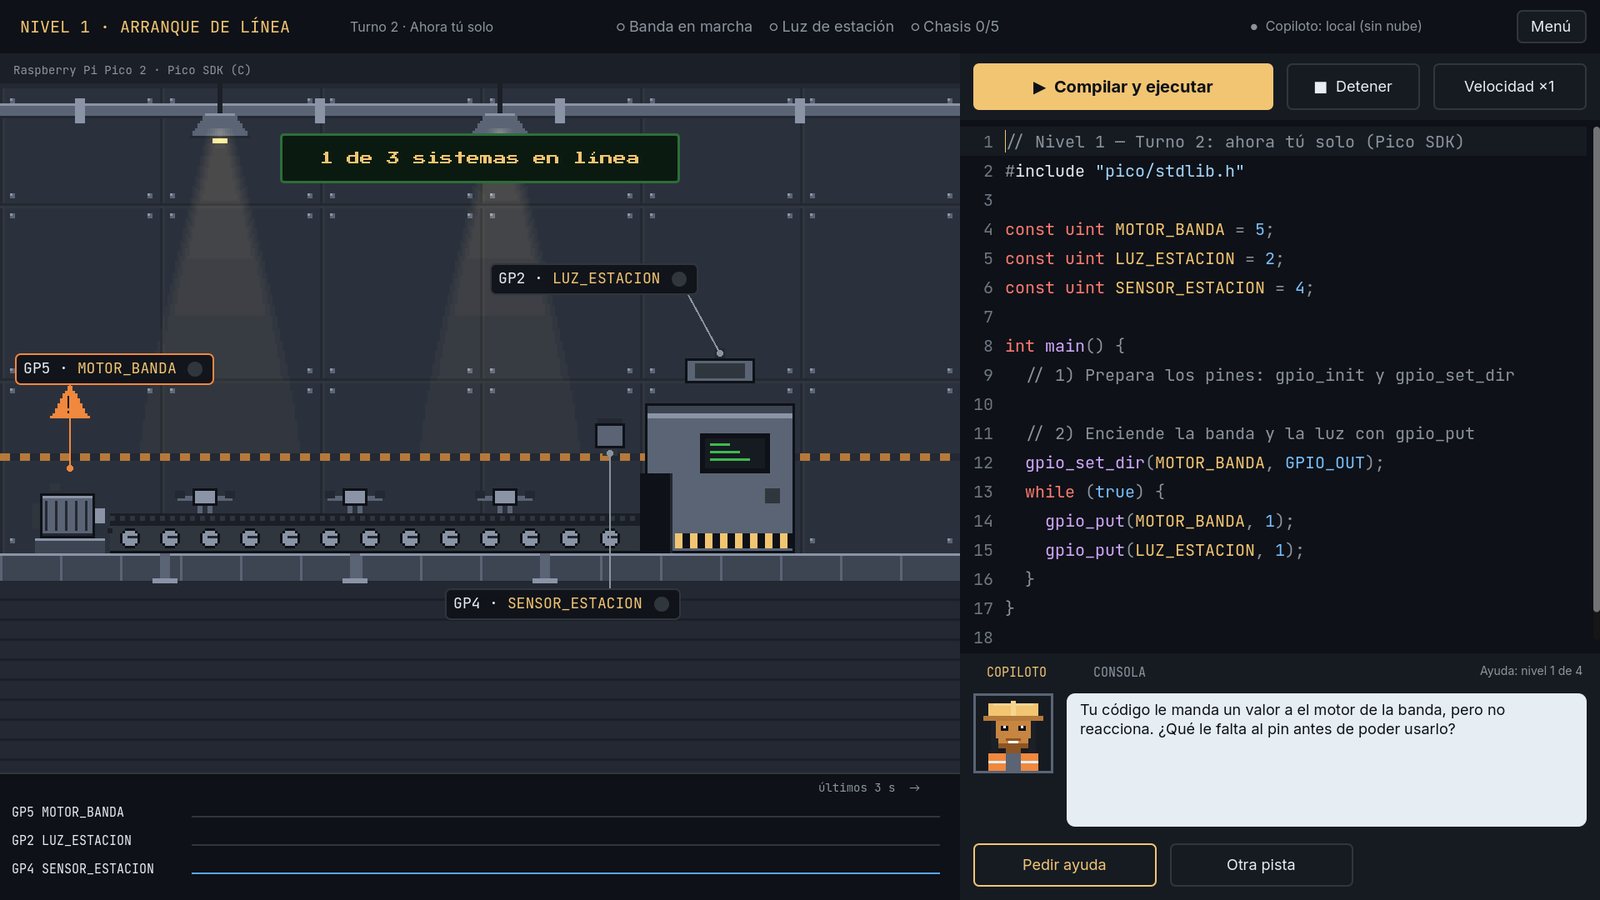 NIVEL 1 · ARRANQUE DE LÍNEA
Turno 2 · Ahora tú solo
Banda en marcha
Luz de estación
Chasis 0/5
Copiloto: local (sin nube)
Menú
Raspberry Pi Pico 2 · Pico SDK (C)
1 de 3 sistemas en línea
GP2 · LUZ_ESTACION
GP5 · MOTOR_BANDA
GP4 · SENSOR_ESTACION
últimos 3 s →
GP5 MOTOR_BANDA
GP2 LUZ_ESTACION
GP4 SENSOR_ESTACION
▶ Compilar y ejecutar
■ Detener
Velocidad ×1
1 // Nivel 1 — Turno 2: ahora tú solo (Pico SDK)
2 #include "pico/stdlib.h"
3
4 const uint MOTOR_BANDA = 5;
5 const uint LUZ_ESTACION = 2;
6 const uint SENSOR_ESTACION = 4;
7
8 int main() {
9 // 1) Prepara los pines: gpio_init y gpio_set_dir
10
11 // 2) Enciende la banda y la luz con gpio_put
12 gpio_set_dir(MOTOR_BANDA, GPIO_OUT);
13 while (true) {
14 gpio_put(MOTOR_BANDA, 1);
15 gpio_put(LUZ_ESTACION, 1);
16 }
17 }
18
COPILOTO
CONSOLA
Ayuda: nivel 1 de 4
Tu código le manda un valor a el motor de la banda, pero no
reacciona. ¿Qué le falta al pin antes de poder usarlo?
Pedir ayuda
Otra pista